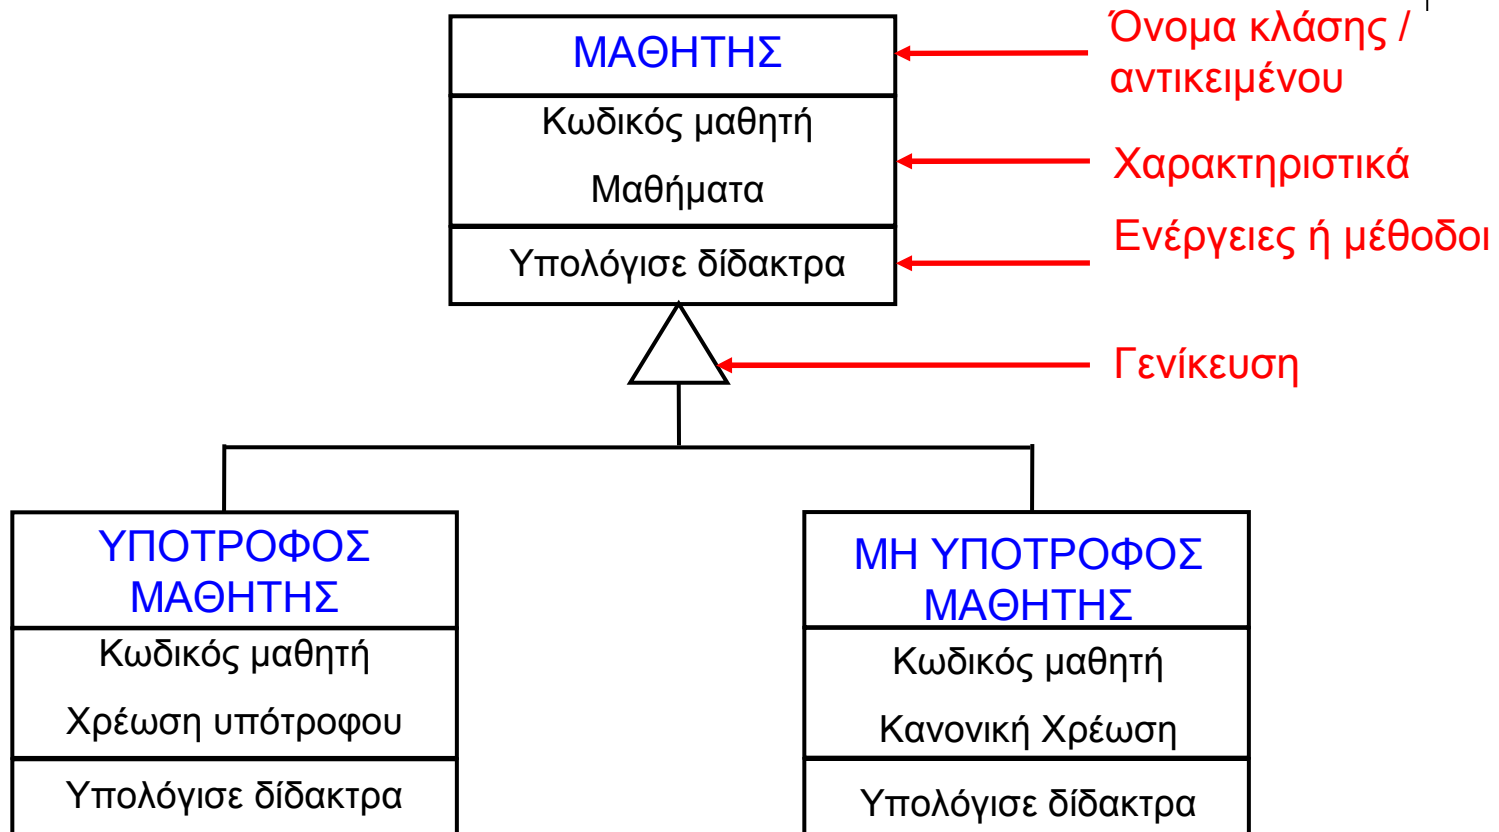 ΜΑΘΗΤΗΣ
Κωδικός μαθητή
Μαθήματα
Υπολόγισε δίδακτρα
Όνομα κλάσης /
αντικειμένου
Χαρακτηριστικά
Ενέργειες ή μέθοδοι
Γενίκευση
ΥΠΟΤΡΟΦΟΣ
ΜΑΘΗΤΗΣ
Κωδικός μαθητή
Χρέωση υπότροφου
Υπολόγισε δίδακτρα
ΜΗ ΥΠΟΤΡΟΦΟΣ
ΜΑΘΗΤΗΣ
Κωδικός μαθητή
Κανονική Χρέωση
Υπολόγισε δίδακτρα